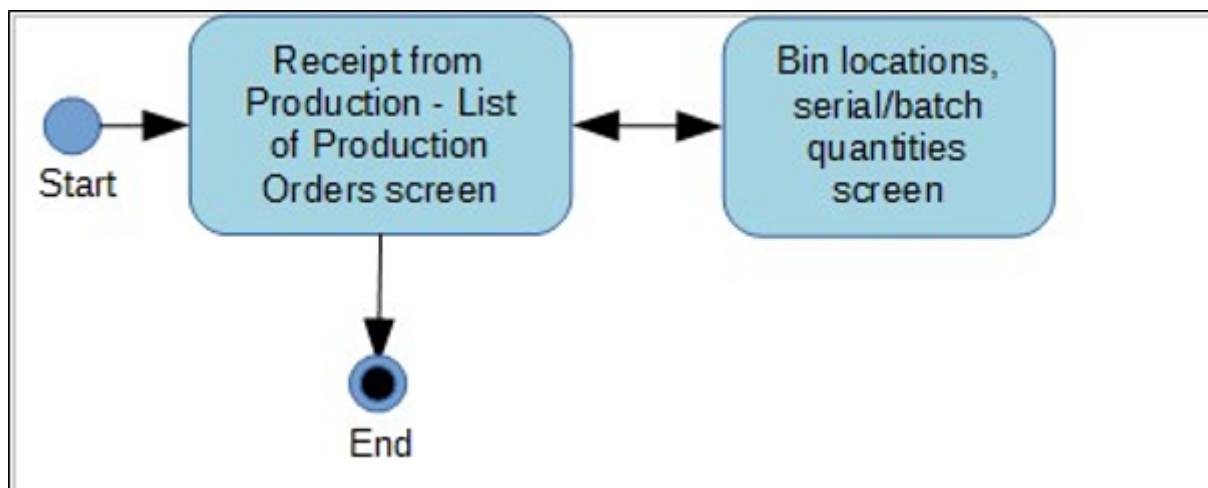 Receipt from
Production - List
of Production
Orders screen
Bin locations,
serial/batch
quantities
screen
Start
End